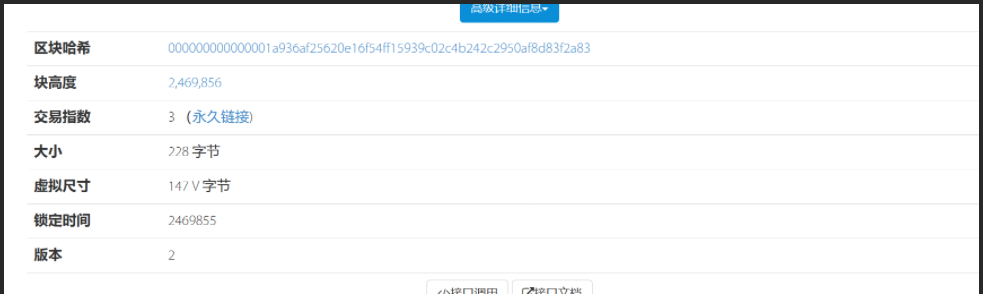 高级详细信息
区块哈希 000000000000001a936af25620e16f54ff15939c02c4b242c2950af8d83f2a83
块高度 2,469,856
交易指数 3 (永久链接)
大小 228 字节
虚拟尺寸 147 V 字节
锁定时间 2469855
版本 2
接口调用 接口文档